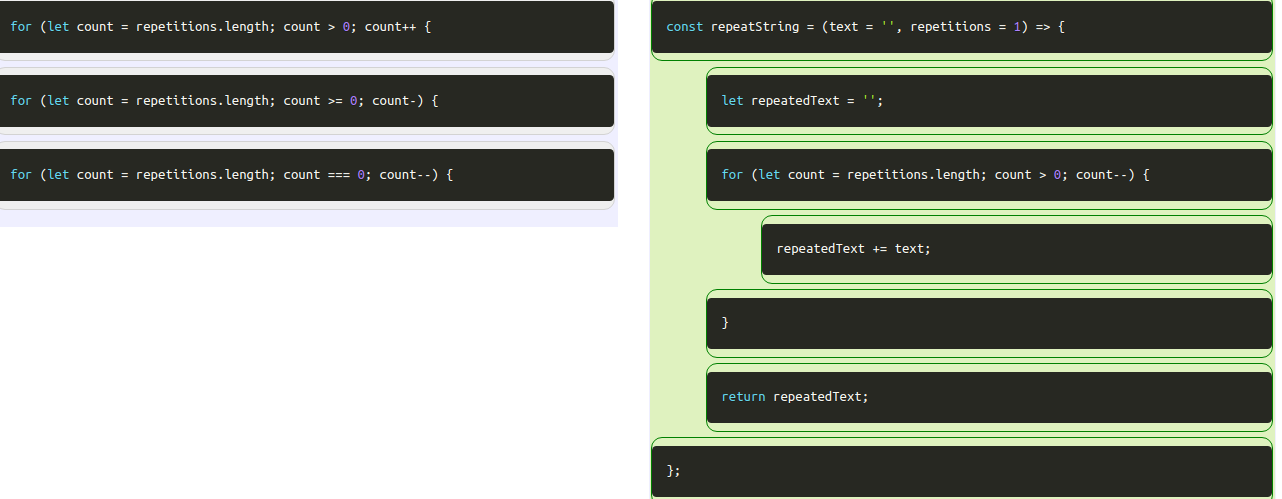 for (let count = repetitions.length; count > 0; count++ {
for (let count = repetitions.length; count >= 0; count-) {
for (let count = repetitions.length; count === 0; count--) {
const repeatString = (text = '', repetitions = 1) => {
let repeatedText = '';
for (let count = repetitions.length; count > 0; count--) {
repeatedText += text;
}
return repeatedText;
};